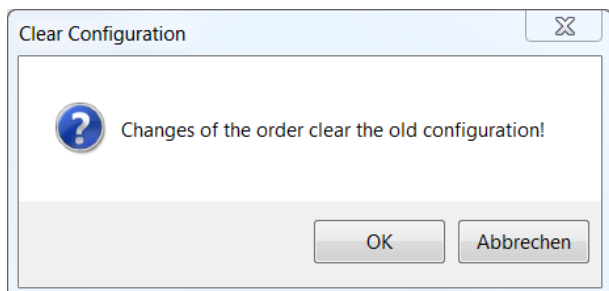 Clear Configuration
Changes of the order clear the old configuration!
OK
Abbrechen